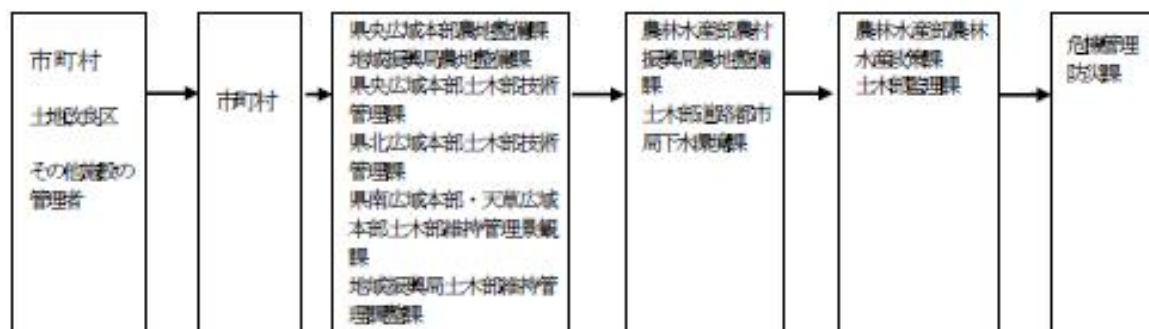 市町村
土地改良区
その他施設の
管理者
市町村
県央広域本部農地整備課
地域振興局農地整備課
県央広域本部土木部技術
管理課
県北広域本部土木部技術
管理課
県南広域本部・天草広域
本部土木部維持管理景観
課
地域振興局土木部維持管
理調整課
農林水産部農村
振興局農地整備
課
土木部道路都市
局下水環境課
農林水産部農林
水産政策課
土木部監理課
危機管理
防災課